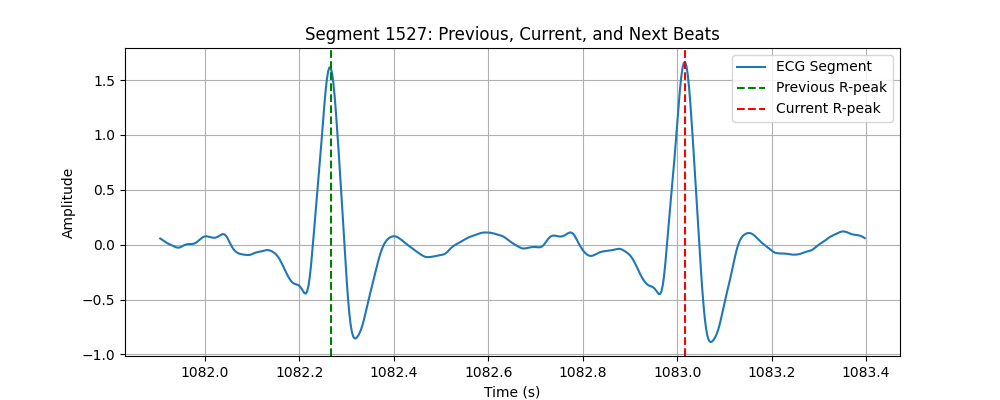 Segment 1527: Previous, Current, and Next Beats
ECG Segment
Previous R-peak
Current R-peak
Amplitude
1.5
1.0
0.5
0.0
−0.5
−1.0
1082.0 1082.2 1082.4 1082.6 1082.8 1083.0 1083.2 1083.4
Time (s)